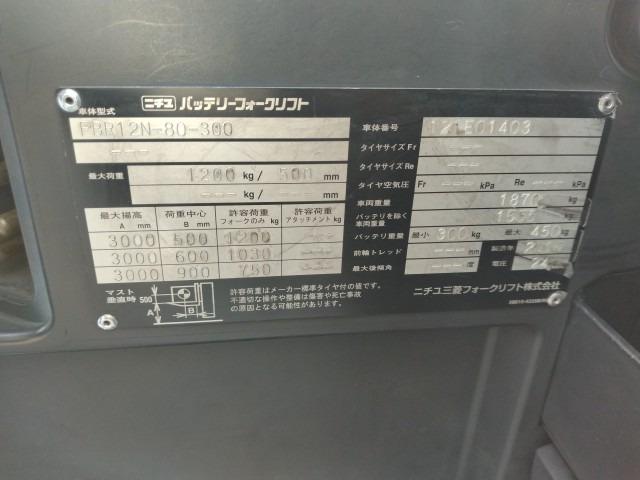 ニチユ バッテリーフォークリフト
車体型式
FBR12N-80-300
車体番号 121E01403
--- タイヤサイズ Fr ---
タイヤサイズ Re ---
最大荷重 1200 kg / 500 mm
--- kg / --- mm
タイヤ空気圧 Fr --- kPa Re --- kPa
車両重量 1870 kg
バッテリを除く車両重量 kg
バッテリ重量 最小 300 kg 最大 450 kg
前輪トレッド --- mm 製造年
最大後傾角 --- 度 電圧
最大揚高 A mm 荷重中心 B mm 許容荷重 フォークのみ kg 許容荷重 アタッチメント kg
3000 500 1200 ---
3000 600 1030 ---
3000 900 750 ---
マスト垂直時 500 A B
許容荷重はメーカー標準タイヤ付の値です。
不適切な操作や整備は傷害や死亡事故
の原因となる可能性があります。
ニチユ三菱フォークリフト株式会社